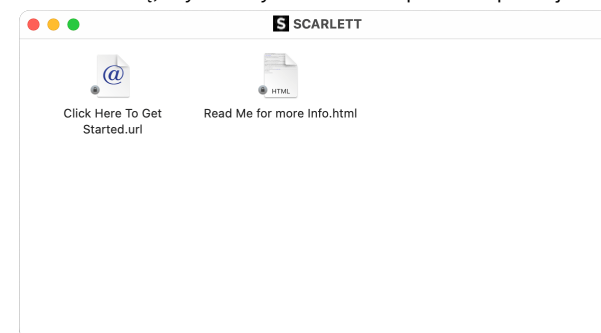 S SCARLETT
@
HTML
Click Here To Get
Started.url
Read Me for more Info.html